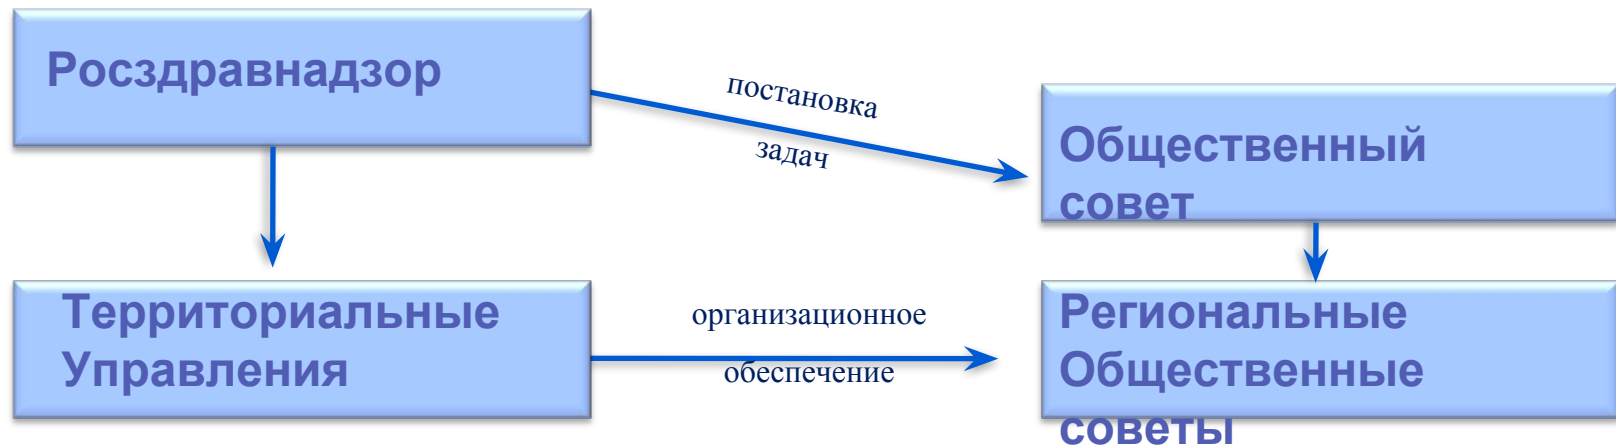 Росздравнадзор
постановка
задач
Общественный
совет
Территориальные
Управления
организационное
обеспечение
Региональные
Общественные
советы